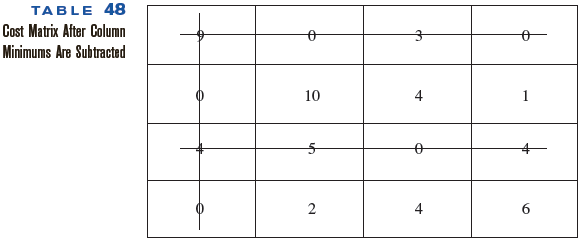 TABLE 48
Cost Matrix After Column
Minimums Are Subtracted
9 0 3 0
0 10 4 1
4 5 0 4
0 2 4 6